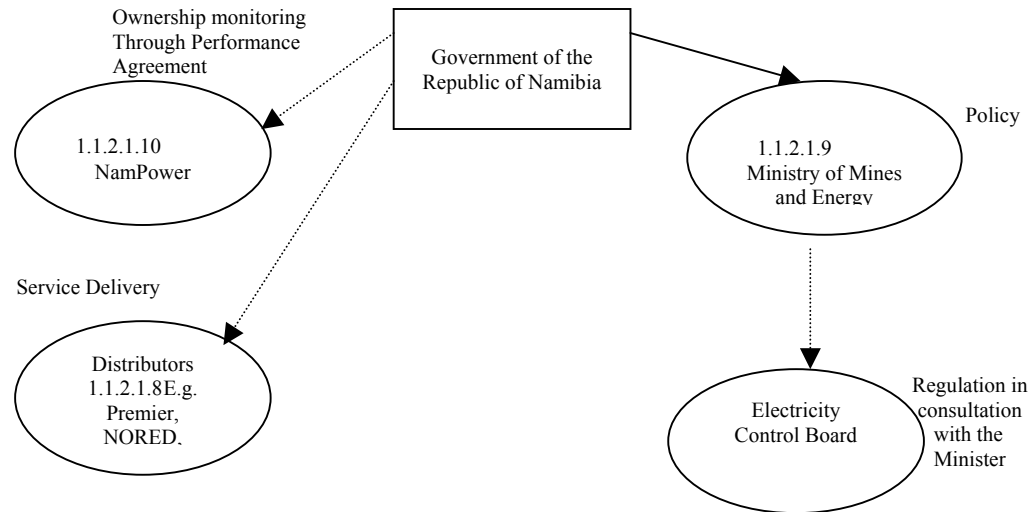 Ownership monitoring
Through Performance
Agreement
Government of the
Republic of Namibia
1.1.2.1.10
NamPower
Policy
1.1.2.1.9
Ministry of Mines
and Energy
Service Delivery
Distributors
1.1.2.1.8E.g.
Premier,
NORED,
Electricity
Control Board
Regulation in
consultation
with the
Minister